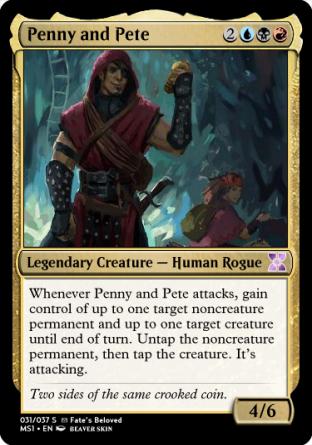 Penny and Pete 2
Legendary Creature — Human Rogue
Whenever Penny and Pete attacks, gain
control of up to one target noncreature
permanent and up to one target creature
until end of turn. Untap the noncreature
permanent, then tap the creature. It's
attacking.
Two sides of the same crooked coin.
4/6
031/037 S Fate's Beloved
MS1 • EN BEAVER SKIN